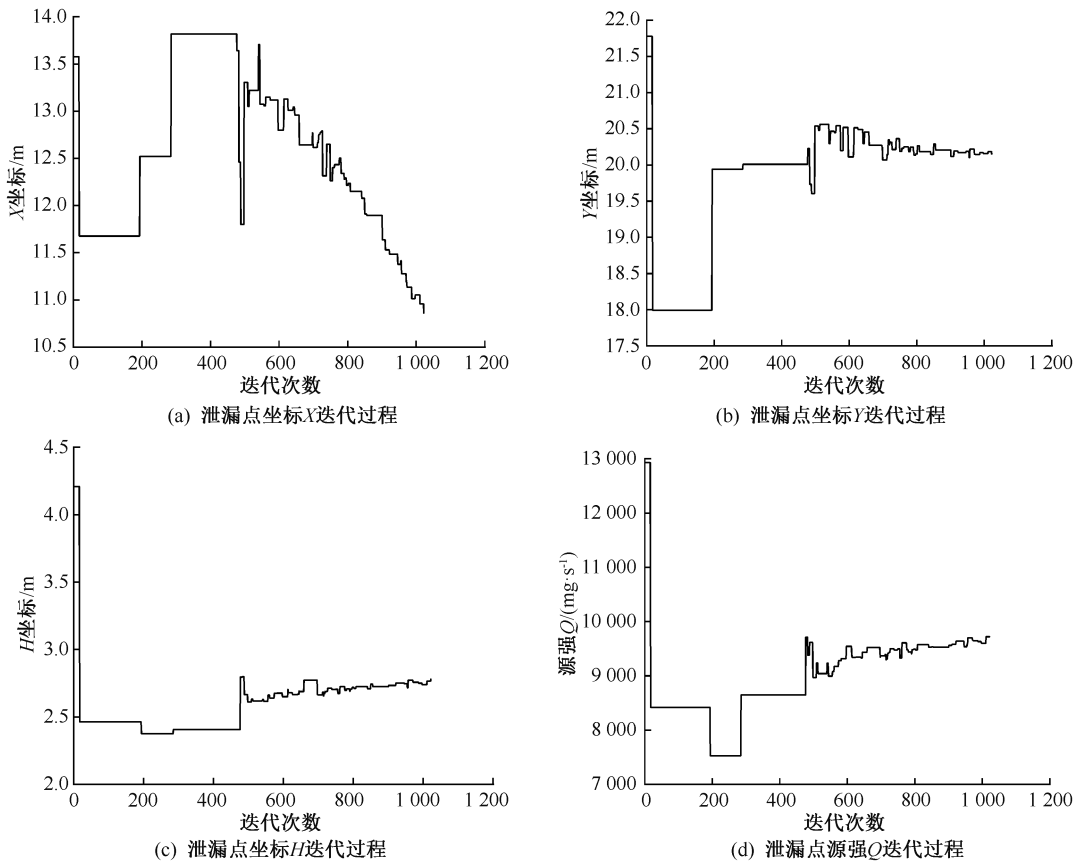 14.0
13.5
13.0
12.5
12.0
11.5
11.0
10.5
X坐标/m
0 200 400 600 800 1 000 1 200
迭代次数
(a) 泄漏点坐标X迭代过程
22.0
21.5
21.0
20.5
20.0
19.5
19.0
18.5
18.0
17.5
Y坐标/m
0 200 400 600 800 1 000 1 200
迭代次数
(b) 泄漏点坐标Y迭代过程
4.5
4.0
3.5
3.0
2.5
2.0
H坐标/m
0 200 400 600 800 1 000 1 200
迭代次数
(c) 泄漏点坐标H迭代过程
13 000
12 000
11 000
10 000
9 000
8 000
7 000
源强Q/(mg·s⁻¹)
0 200 400 600 800 1 000 1 200
迭代次数
(d) 泄漏点源强Q迭代过程